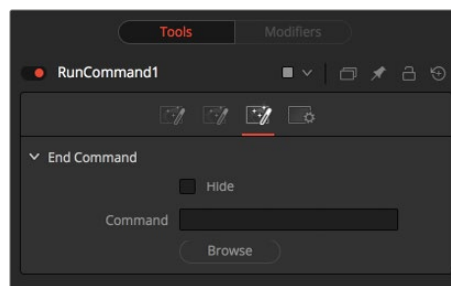 Tools Modifiers
RunCommand1
End Command
Hide
Command
Browse